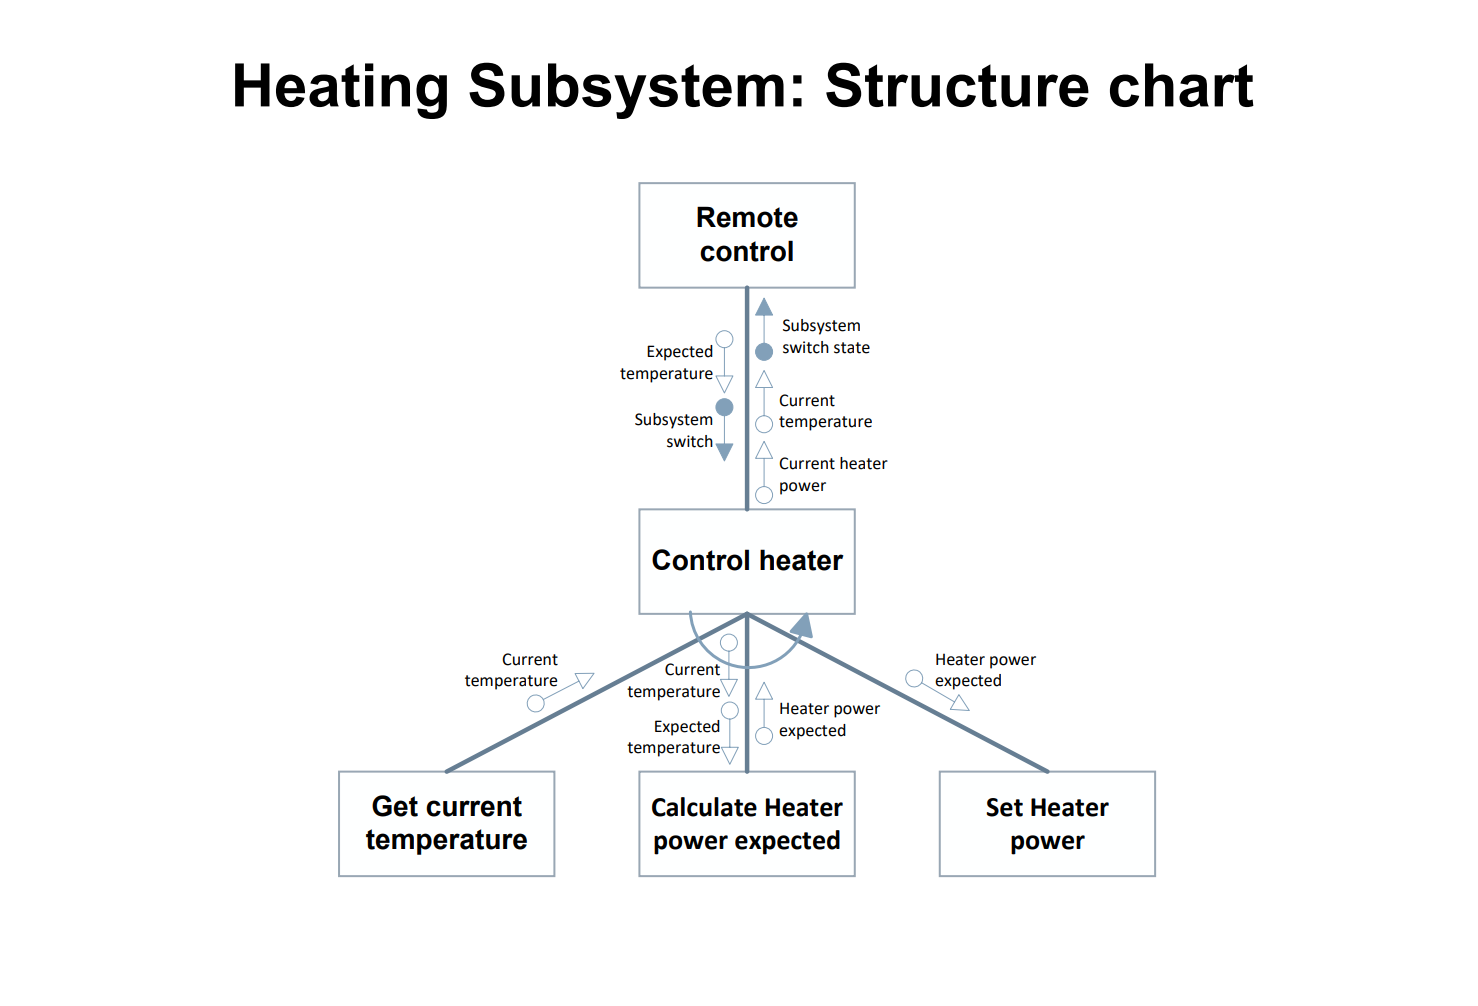 Heating Subsystem: Structure chart
Remote
control
Expected
temperature
Subsystem
switch
Subsystem
switch state
Current
temperature
Current heater
power
Control heater
Current
temperature
Current
temperature
Expected
temperature
Heater power
expected
Heater power
expected
Get current
temperature
Calculate Heater
power expected
Set Heater
power